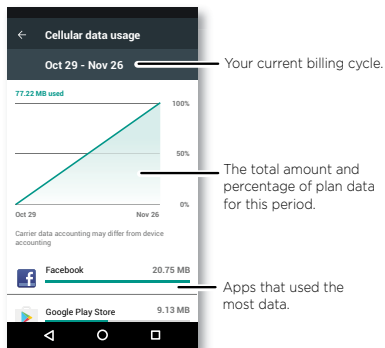 Cellular data usage
Oct 29 - Nov 26
Your current billing cycle.
77.22 MB used
100%
50%
The total amount and
percentage of plan data
for this period.
0%
Oct 29
Nov 26
Carrier data accounting may differ from device
accounting
Facebook
20.75 MB
Apps that used the
most data.
Google Play Store
9.13 MB